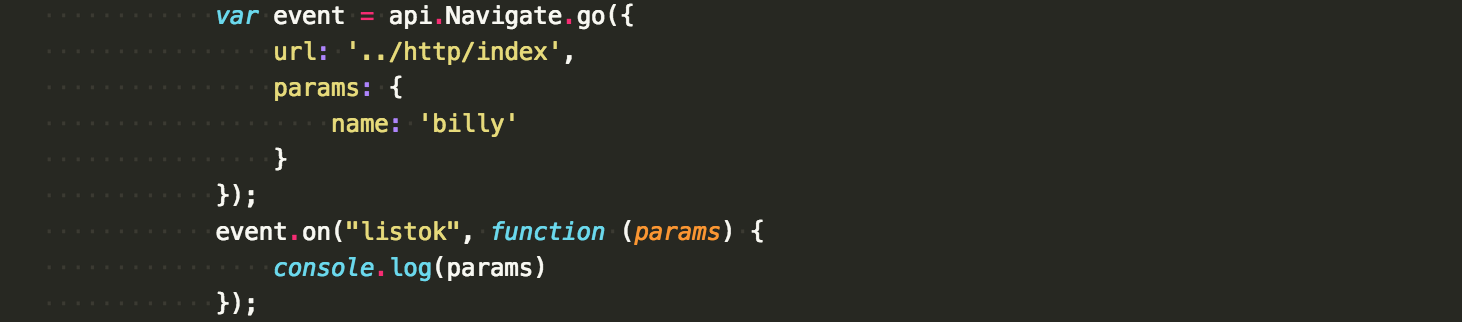 var event = api.Navigate.go({
url: '../http/index',
params: {
name: 'billy'
}
});
event.on("listok", function (params) {
console.log(params)
});